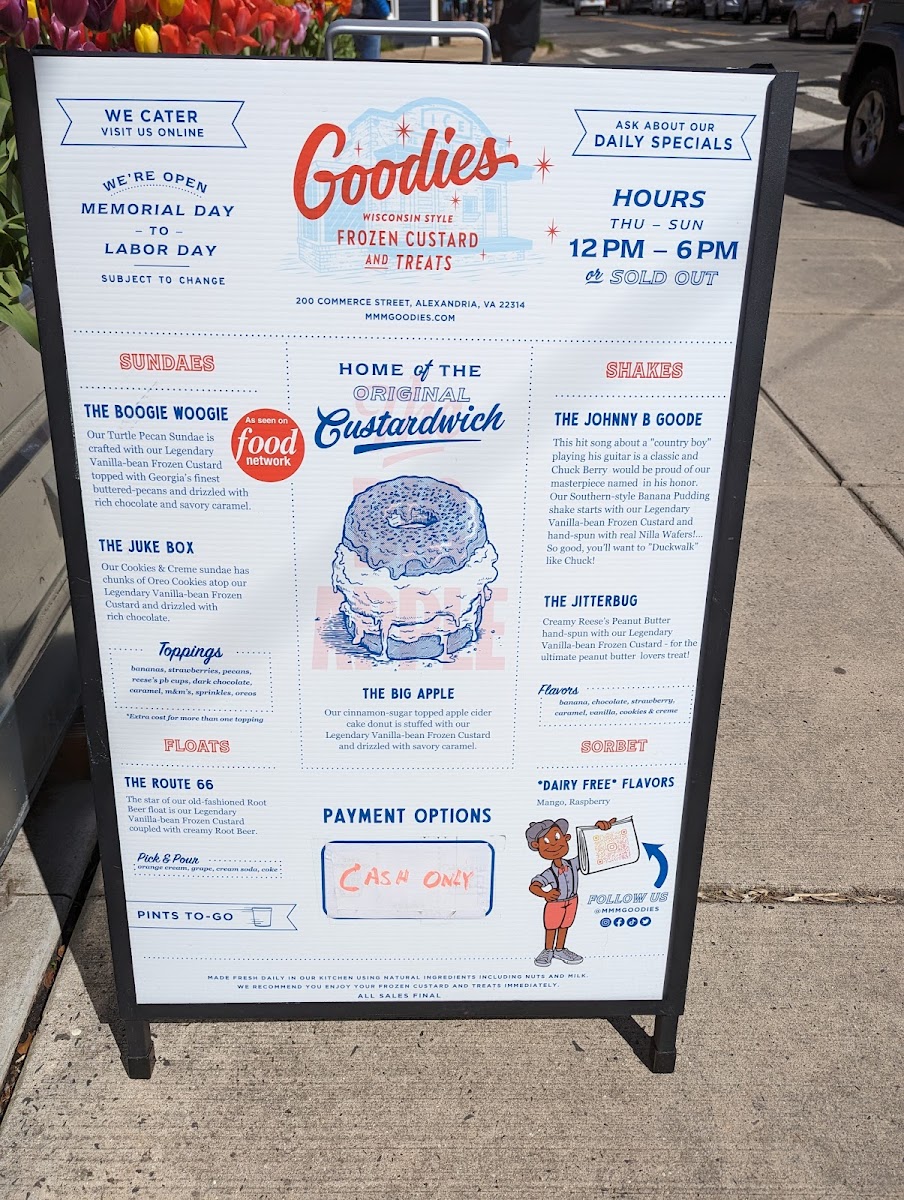 WE CATER
VISIT US ONLINE
WE'RE OPEN
MEMORIAL DAY
– TO –
LABOR DAY
SUBJECT TO CHANGE
Goodies
WISCONSIN STYLE
FROZEN CUSTARD
AND TREATS
200 COMMERCE STREET, ALEXANDRIA, VA 22314
MMMGOODIES.COM
ASK ABOUT OUR
DAILY SPECIALS
HOURS
THU – SUN
12 PM – 6 PM
or SOLD OUT
SUNDAES
THE BOOGIE WOOGIE
Our Turtle Pecan Sundae is
crafted with our Legendary
Vanilla-bean Frozen Custard
topped with Georgia's finest
buttered-pecans and drizzled with
rich chocolate and savory caramel.
As seen on
food
network
THE JUKE BOX
Our Cookies & Creme sundae has
chunks of Oreo Cookies atop our
Legendary Vanilla-bean Frozen
Custard and drizzled with
rich chocolate.
Toppings
bananas, strawberries, pecans,
reese's pb cups, dark chocolate,
caramel, m&m's, sprinkles, oreos
*Extra cost for more than one topping
FLOATS
THE ROUTE 66
The star of our old-fashioned Root
Beer float is our Legendary
Vanilla-bean Frozen Custard
coupled with creamy Root Beer.
Pick & Pour
orange cream, grape, cream soda, coke
PINTS TO-GO
HOME of THE
ORIGINAL
Custardwich
THE BIG APPLE
Our cinnamon-sugar topped apple cider
cake donut is stuffed with our
Legendary Vanilla-bean Frozen Custard
and drizzled with savory caramel.
PAYMENT OPTIONS
CASH ONLY
SHAKES
THE JOHNNY B GOODE
This hit song about a "country boy"
playing his guitar is a classic and
Chuck Berry would be proud of our
masterpiece named in his honor.
Our Southern-style Banana Pudding
shake starts with our Legendary
Vanilla-bean Frozen Custard and
hand-spun with real Nilla Wafers!...
So good, you'll want to "Duckwalk"
like Chuck!
THE JITTERBUG
Creamy Reese's Peanut Butter
hand-spun with our Legendary
Vanilla-bean Frozen Custard - for the
ultimate peanut butter lovers treat!
Flavors
banana, chocolate, strawberry,
caramel, vanilla, cookies & creme
SORBET
*DAIRY FREE* FLAVORS
Mango, Raspberry
FOLLOW US
@MMMGOODIES
MADE FRESH DAILY IN OUR KITCHEN USING NATURAL INGREDIENTS INCLUDING NUTS AND MILK.
WE RECOMMEND YOU ENJOY YOUR FROZEN CUSTARD AND TREATS IMMEDIATELY.
ALL SALES FINAL